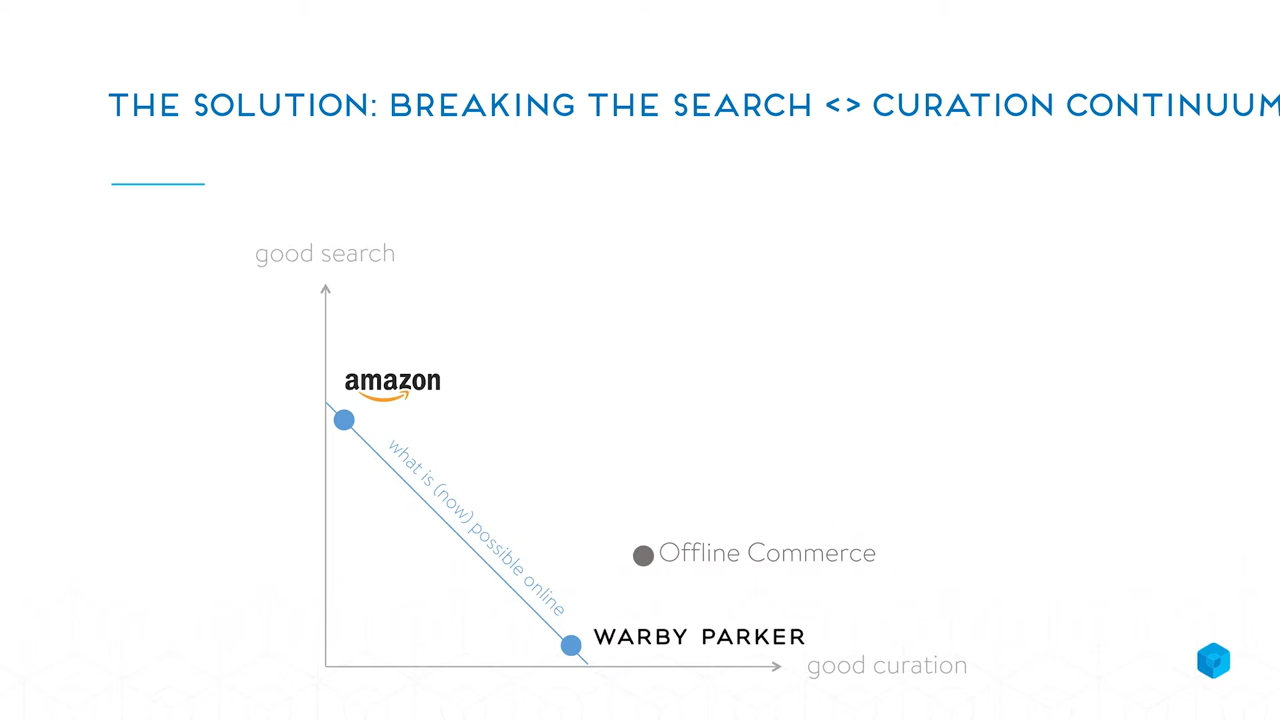 THE SOLUTION: BREAKING THE SEARCH <> CURATION CONTINUUM
good search
amazon
what is (now) possible online
Offline Commerce
WARBY PARKER
good curation